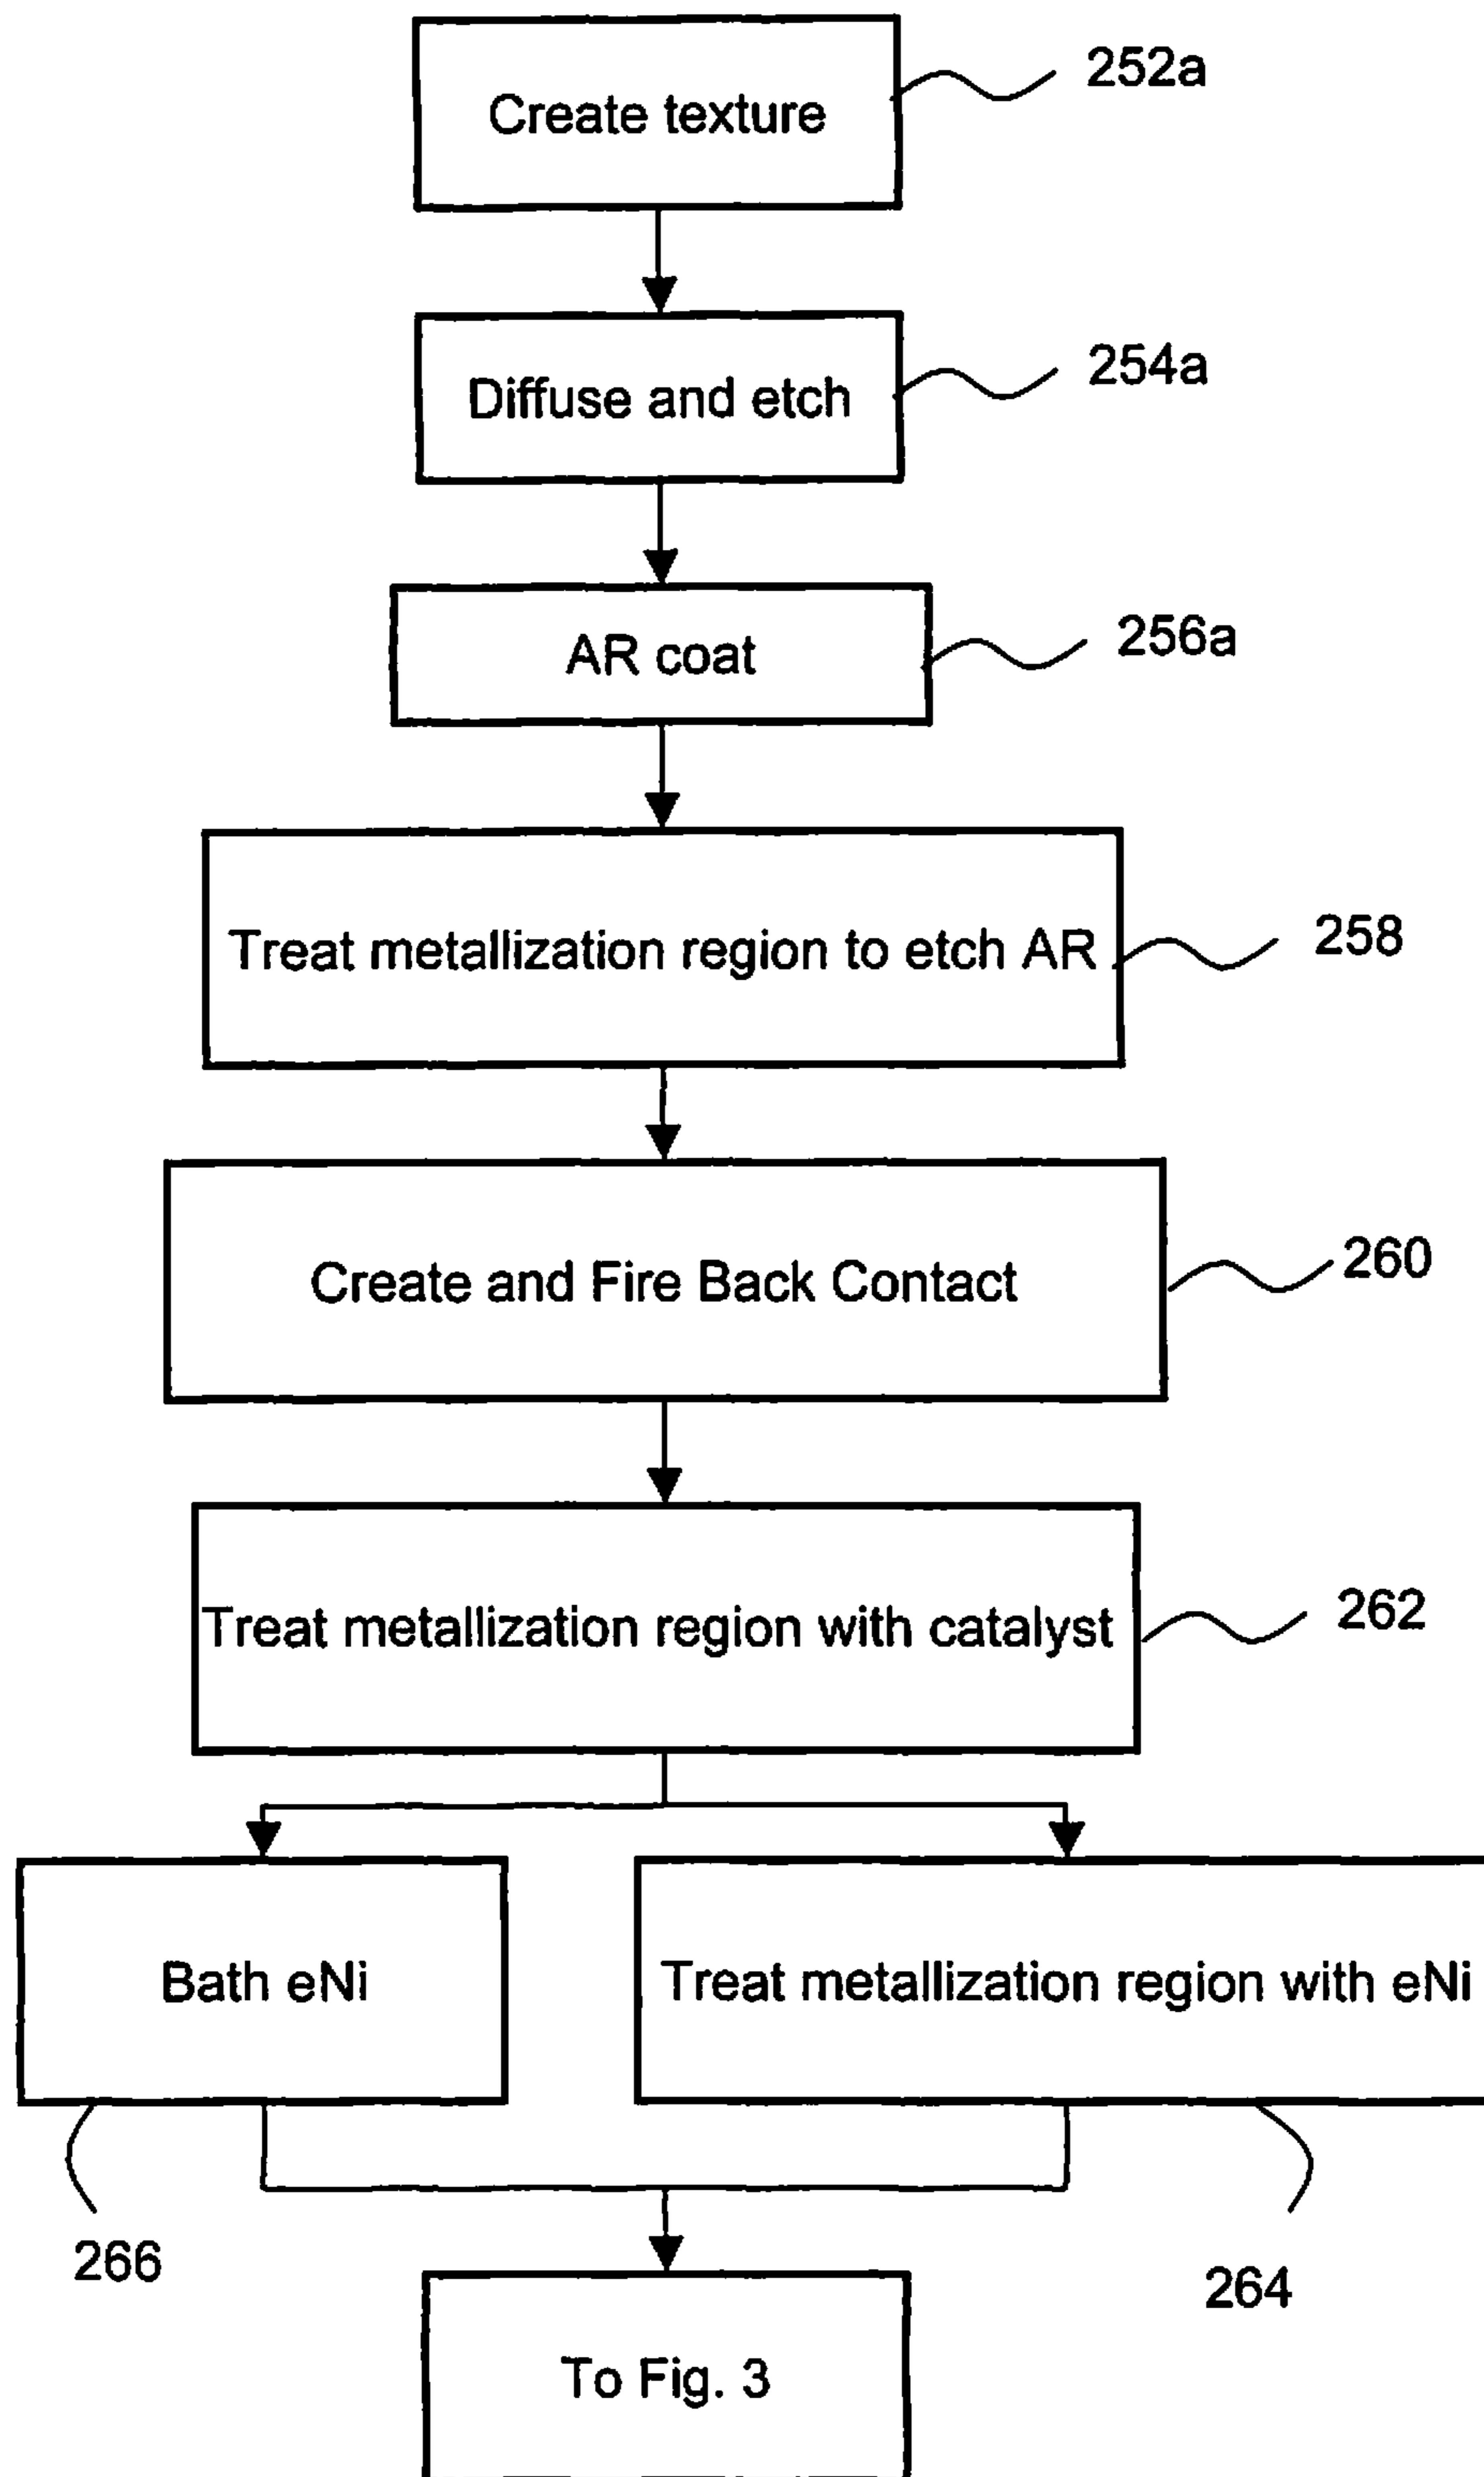 Create texture
252a
Diffuse and etch
254a
AR coat
256a
Treat metallization region to etch AR
258
Create and Fire Back Contact
260
Treat metallization region with catalyst
262
Bath eNi
Treat metallization region with eNi
266
264
To Fig. 3